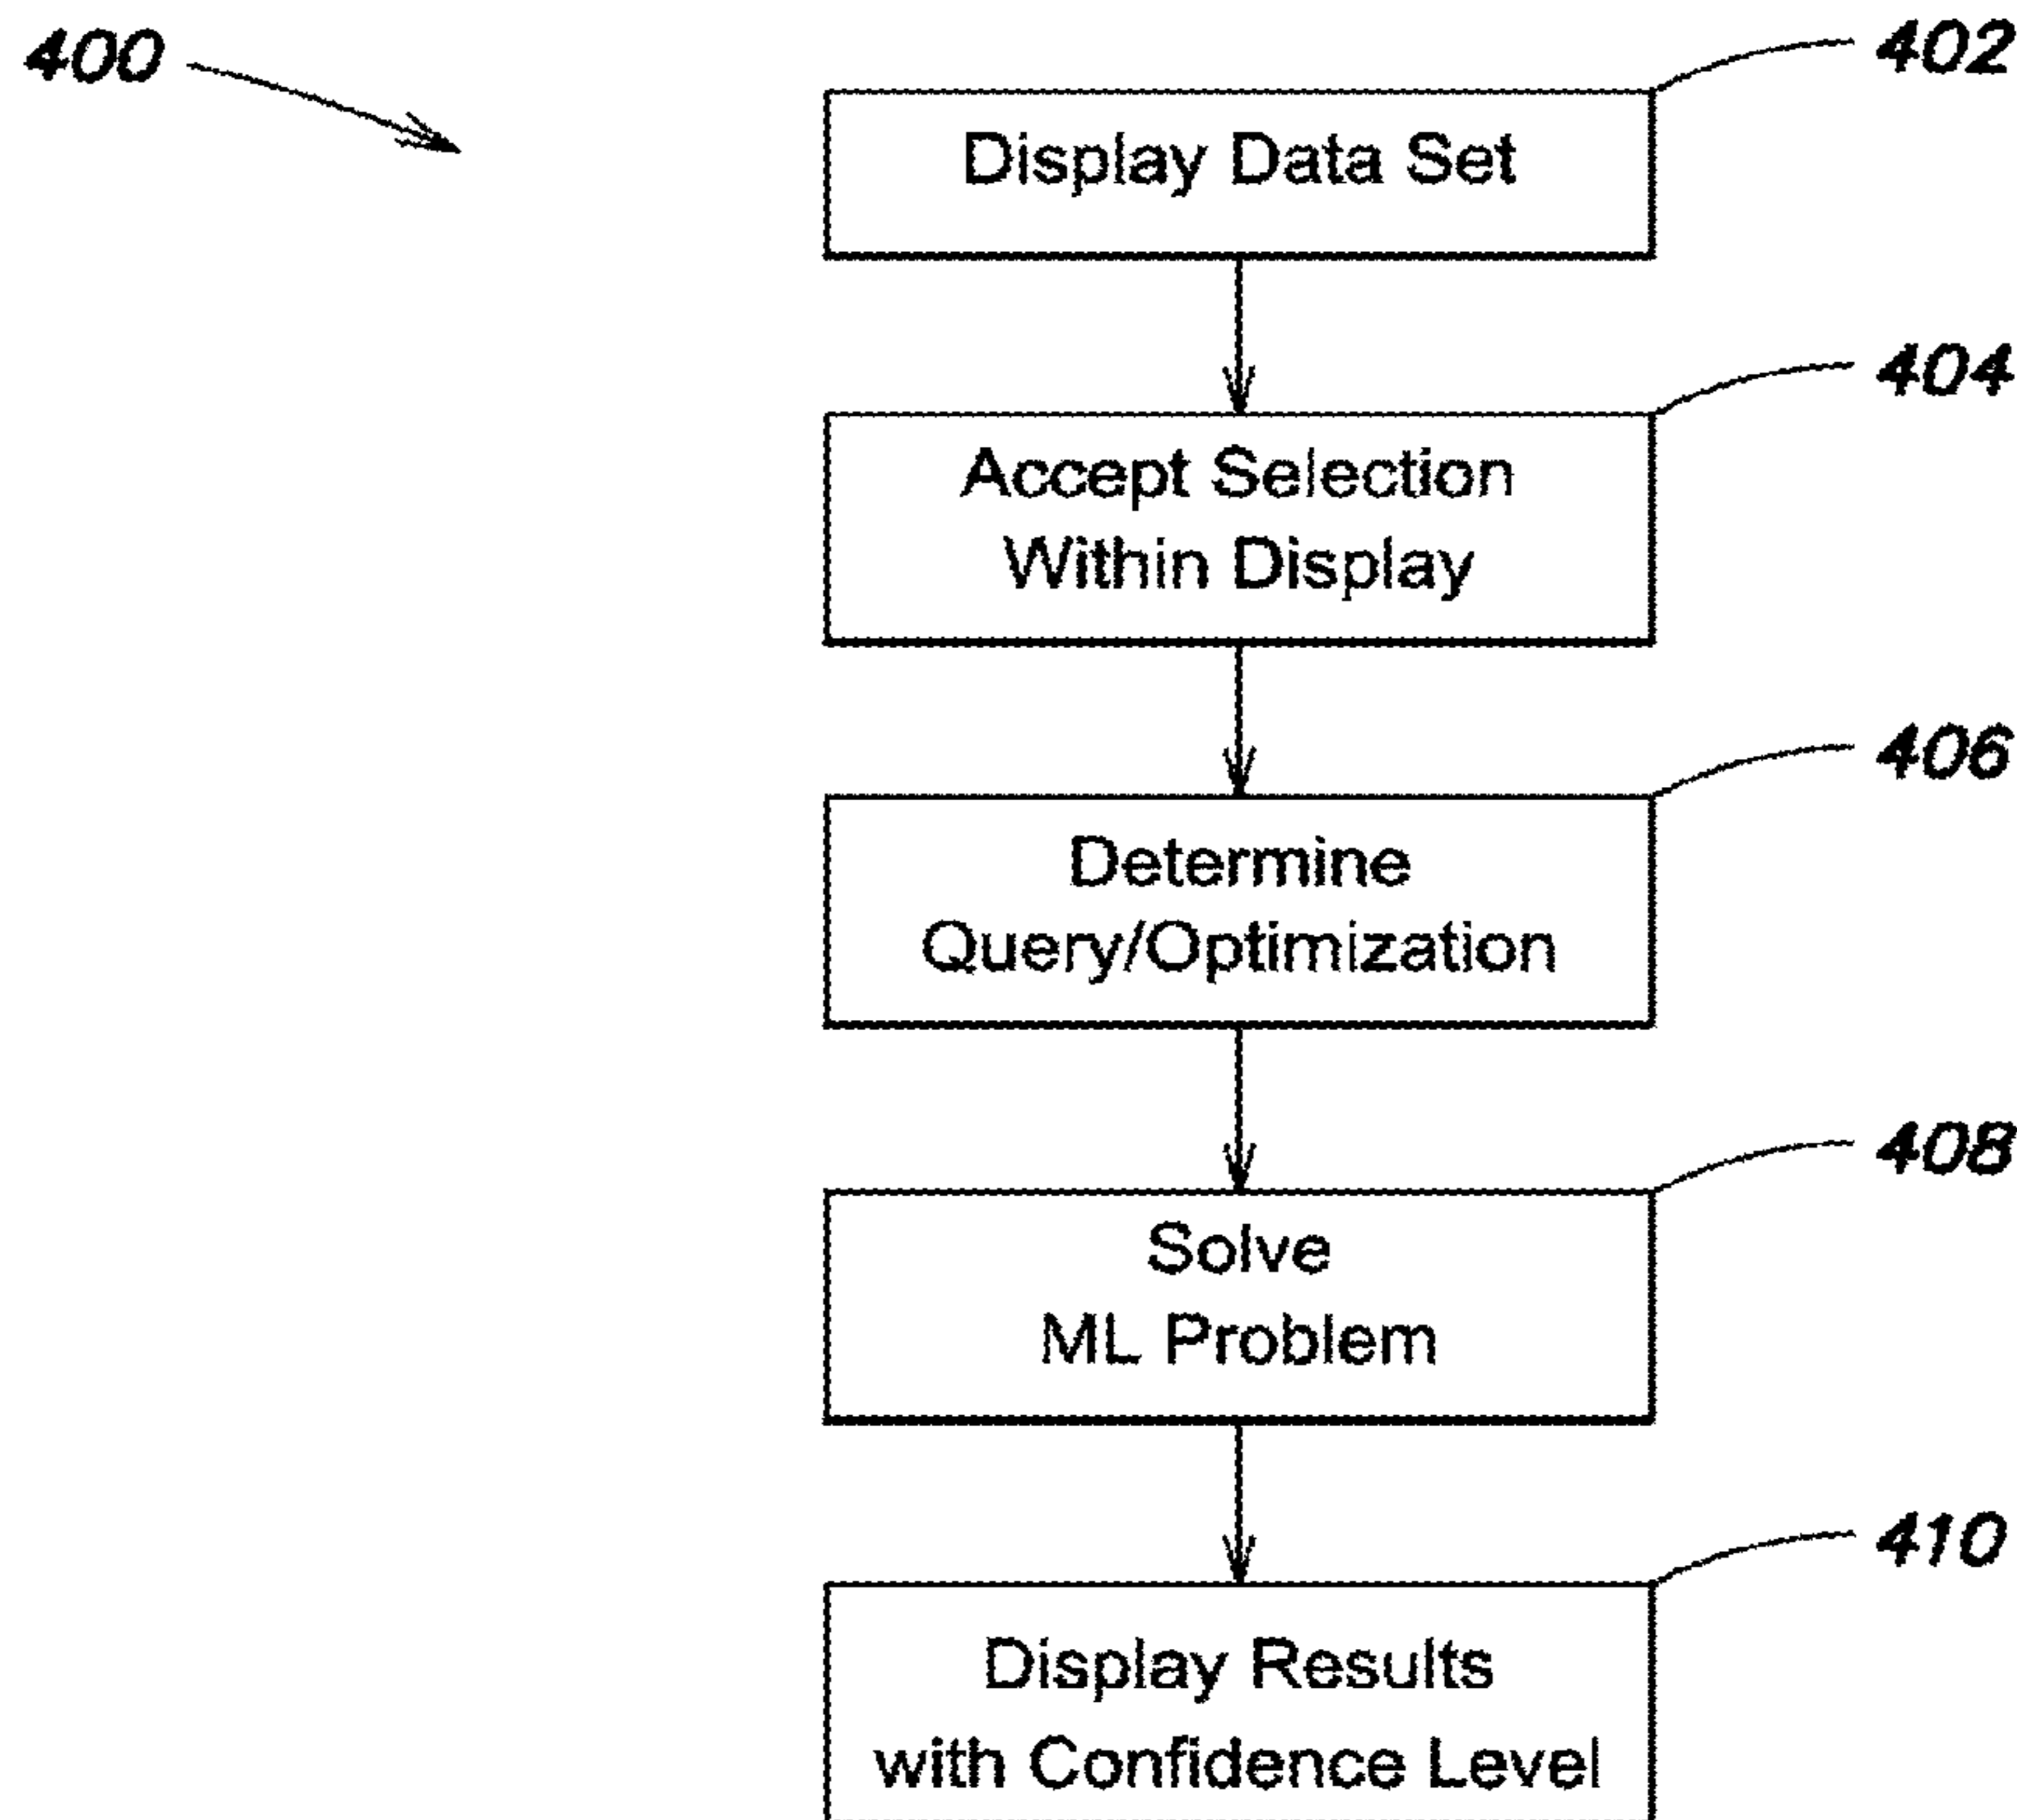 400
402
Display Data Set
404
Accept Selection
Within Display
406
Determine
Query/Optimization
408
Solve
ML Problem
410
Display Results
with Confidence Level